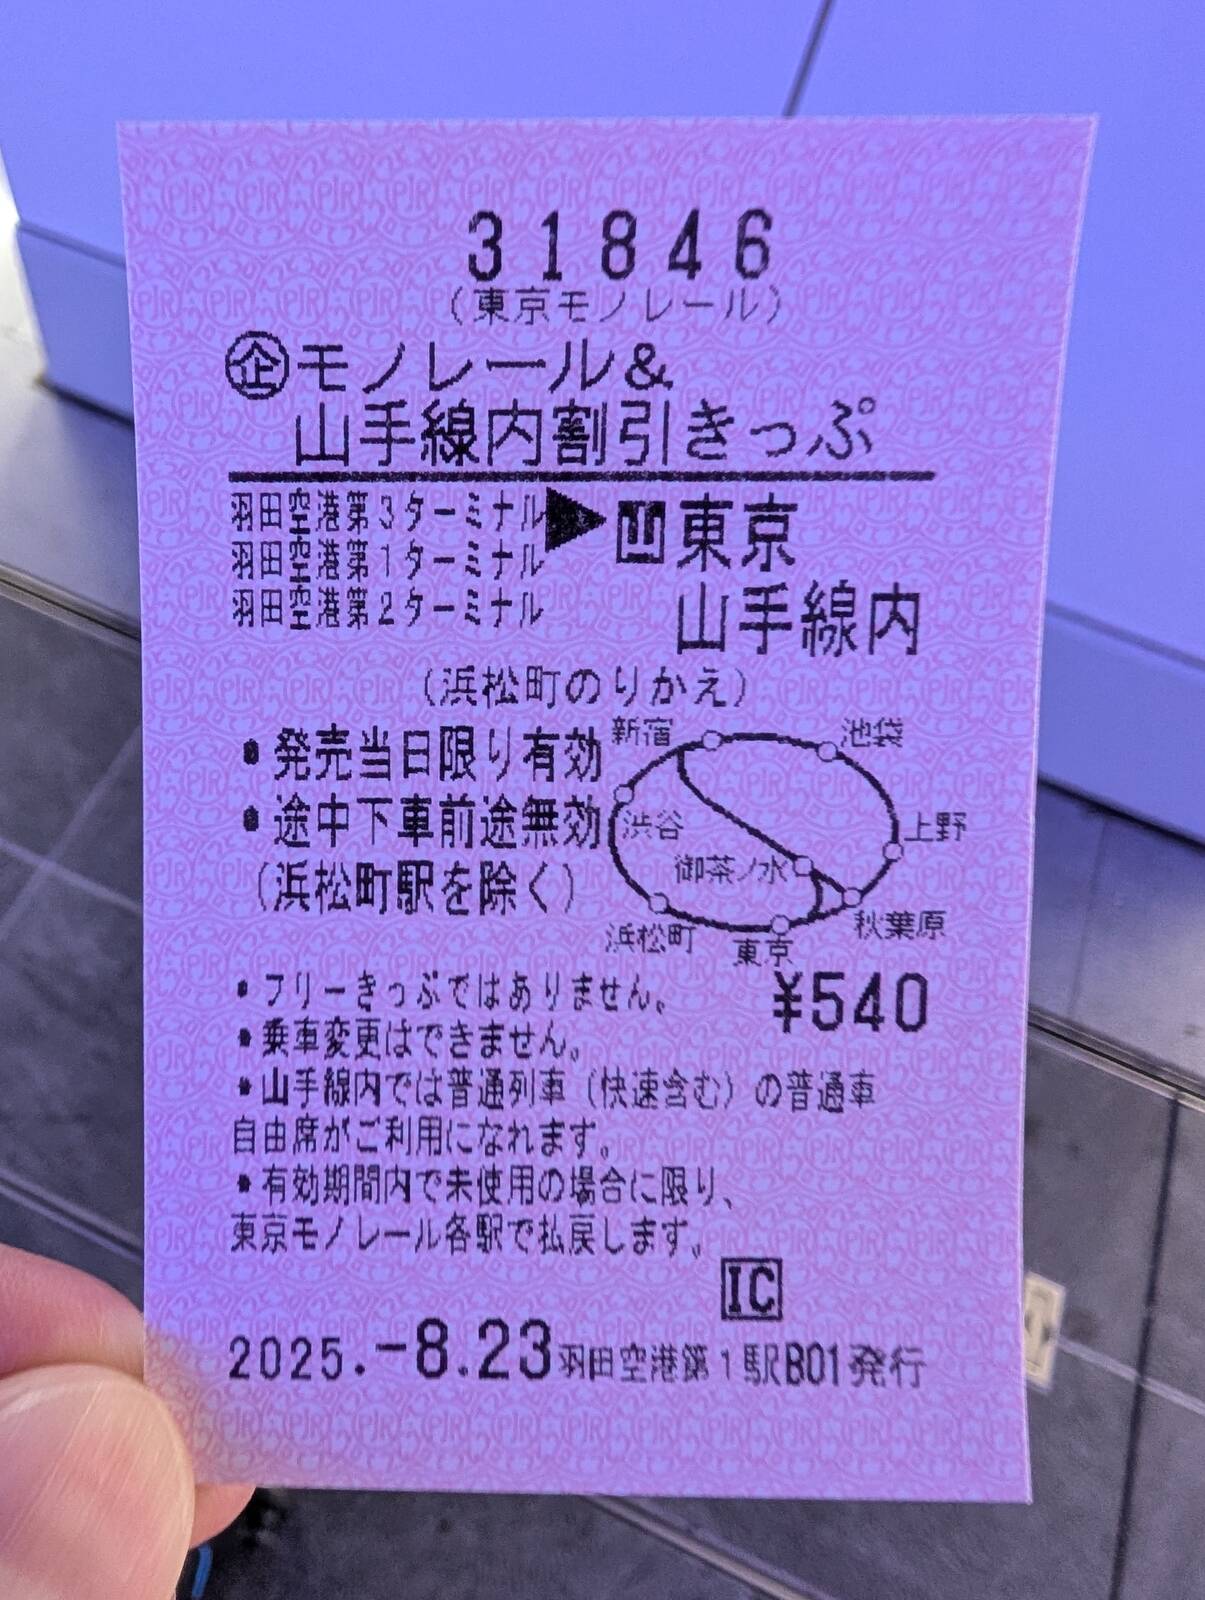 31846
(東京モノレール)
企 モノレール&
山手線内割引きっぷ
羽田空港第3ターミナル
羽田空港第1ターミナル
羽田空港第2ターミナル
▶ 山 東京
山手線内
(浜松町のりかえ)
・発売当日限り有効
・途中下車前途無効
(浜松町駅を除く)
新宿
池袋
渋谷
上野
御茶ノ水
秋葉原
浜松町
東京
・フリーきっぷではありません。
¥540
・乗車変更はできません。
・山手線内では普通列車(快速含む)の普通車
自由席がご利用になれます。
・有効期間内で未使用の場合に限り、
東京モノレール各駅で払戻します。
IC
2025.-8.23 羽田空港第1駅B01発行